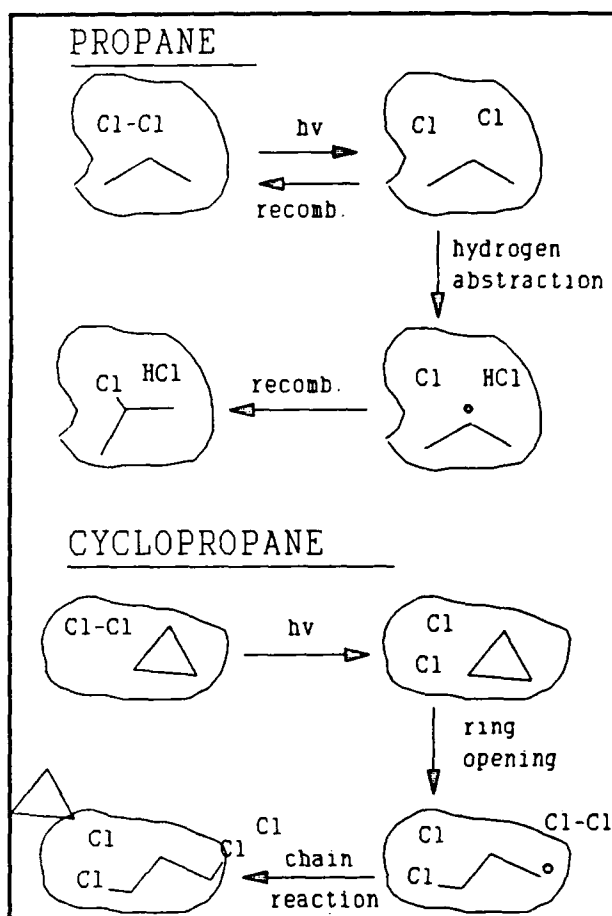 PROPANE
Cl-Cl
hv
Cl Cl
recomb.
hydrogen
abstraction
Cl HCl
recomb.
Cl HCl
CYCLOPROPANE
Cl-Cl
hv
Cl
Cl
ring
opening
Cl
Cl
Cl
Cl
chain
reaction
Cl
Cl-Cl
Cl